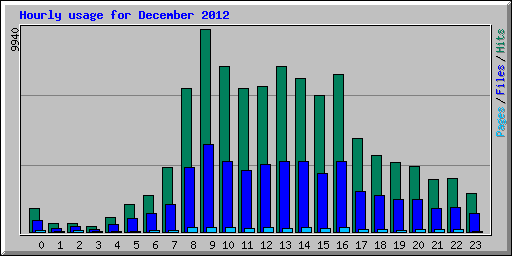 Hourly usage for December 2012
9940
Pages / Files / Hits
0 1 2 3 4 5 6 7 8 9 10 11 12 13 14 15 16 17 18 19 20 21 22 23